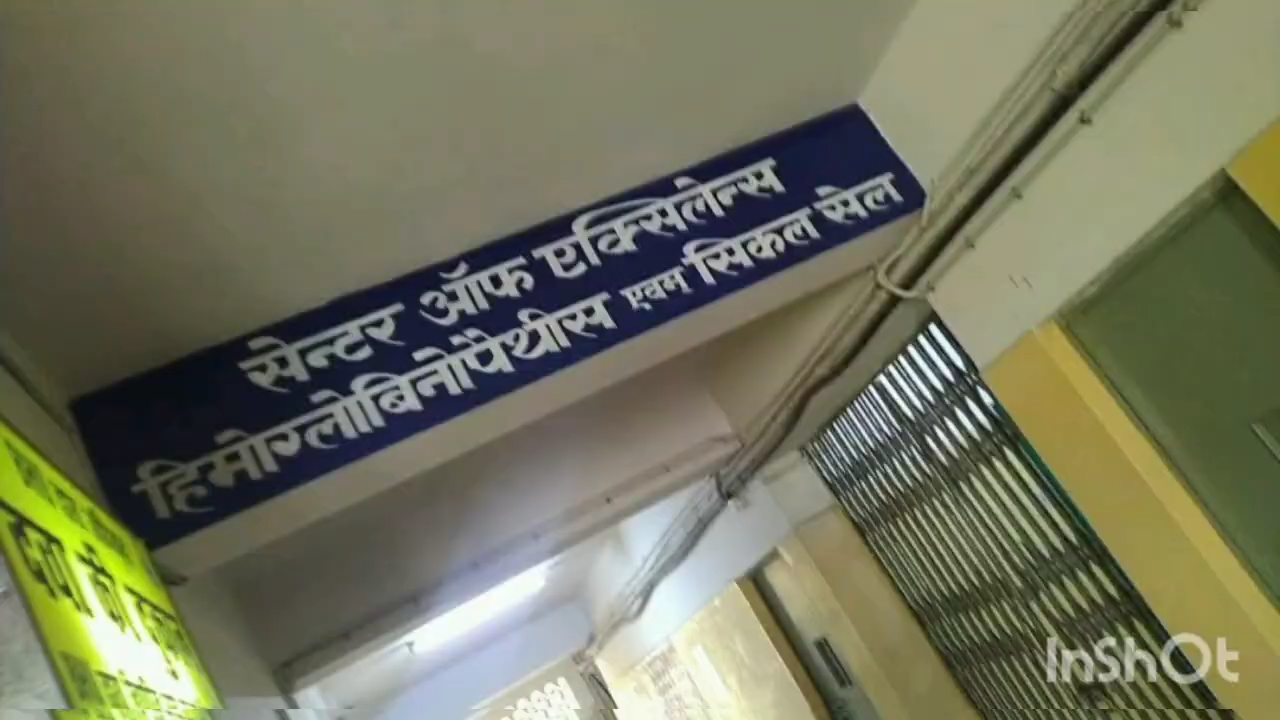 सेन्टर ऑफ एक्सिलेन्स
हिमोग्लोबिनोपैथीस एवम् सिकल सेल
InShOt